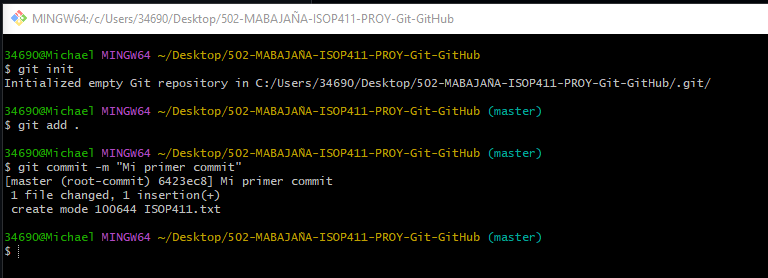 MINGW64:/c/Users/34690/Desktop/502-MABAJAÑA-ISOP411-PROY-Git-GitHub
34690@Michael MINGW64 ~/Desktop/502-MABAJAÑA-ISOP411-PROY-Git-GitHub
$ git init
Initialized empty Git repository in C:/Users/34690/Desktop/502-MABAJAÑA-ISOP411-PROY-Git-GitHub/.git/
34690@Michael MINGW64 ~/Desktop/502-MABAJAÑA-ISOP411-PROY-Git-GitHub (master)
$ git add .
34690@Michael MINGW64 ~/Desktop/502-MABAJAÑA-ISOP411-PROY-Git-GitHub (master)
$ git commit -m "Mi primer commit"
[master (root-commit) 6423ec8] Mi primer commit
 1 file changed, 1 insertion(+)
 create mode 100644 ISOP411.txt
34690@Michael MINGW64 ~/Desktop/502-MABAJAÑA-ISOP411-PROY-Git-GitHub (master)
$